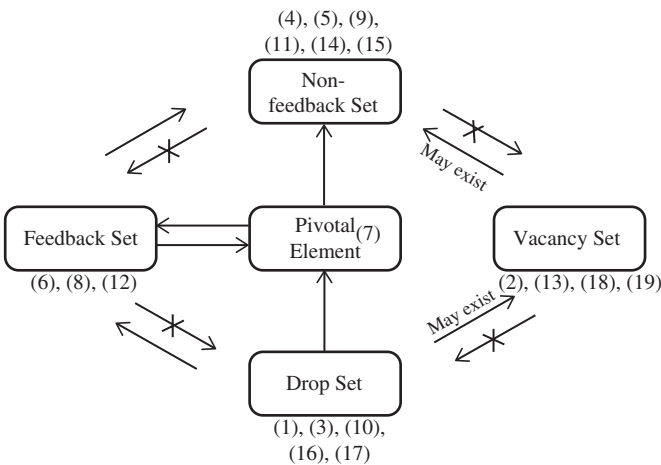 (4), (5), (9),
(11), (14), (15)
Non-
feedback Set
May exist
Feedback Set
(6), (8), (12)
Pivotal (7)
Element
Vacancy Set
(2), (13), (18), (19)
May exist
Drop Set
(1), (3), (10),
(16), (17)